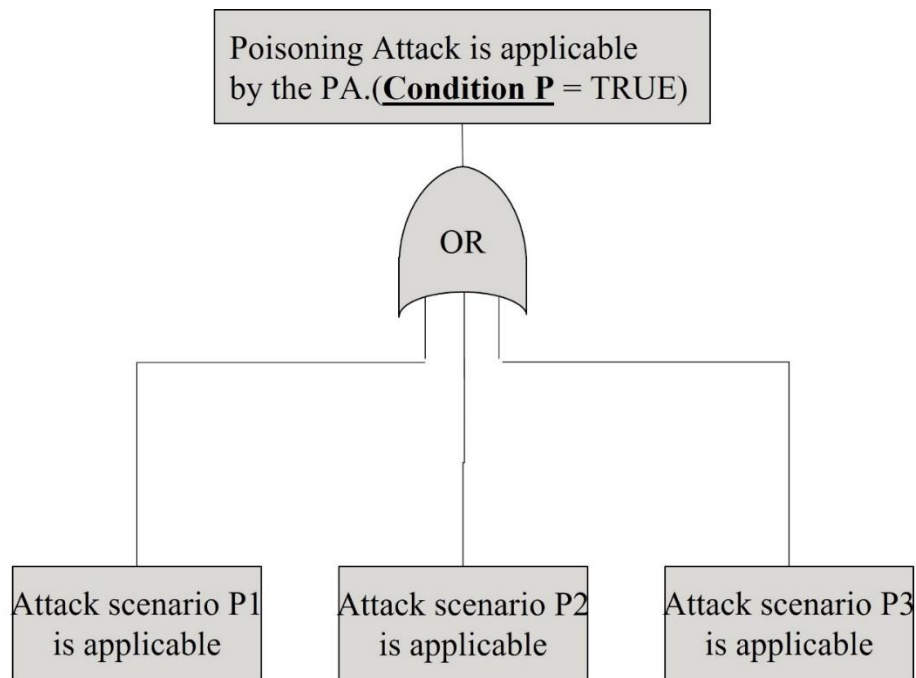 Poisoning Attack is applicable
by the PA.(Condition P = TRUE)
OR
Attack scenario P1
is applicable
Attack scenario P2
is applicable
Attack scenario P3
is applicable